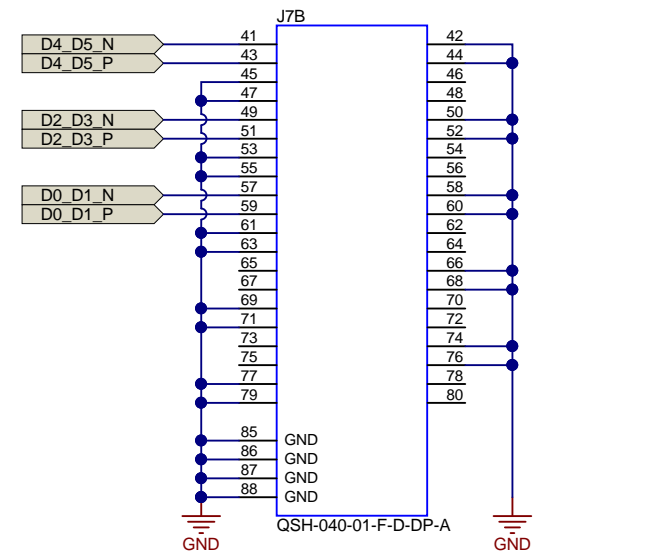 J7B
D4_D5_N 41 42
D4_D5_P 43 44
45 46
47 48
D2_D3_N 49 50
D2_D3_P 51 52
53 54
55 56
D0_D1_N 57 58
D0_D1_P 59 60
61 62
63 64
65 66
67 68
69 70
71 72
73 74
75 76
77 78
79 80
85 GND
86 GND
87 GND
88 GND
QSH-040-01-F-D-DP-A
GND GND